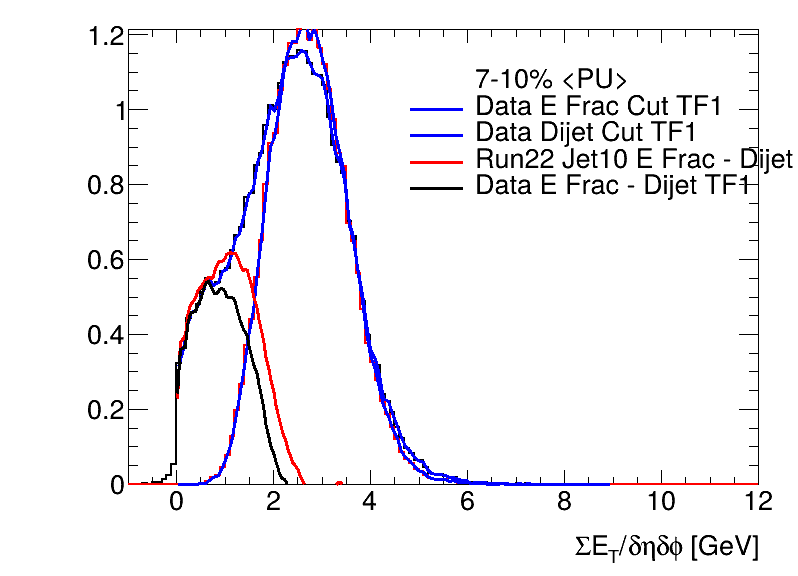 1.2
1
0.8
0.6
0.4
0.2
0
7-10% <PU>
Data E Frac Cut TF1
Data Dijet Cut TF1
Run22 Jet10 E Frac - Dijet
Data E Frac - Dijet TF1
0 2 4 6 8 10 12
ΣE_T/δηδϕ [GeV]